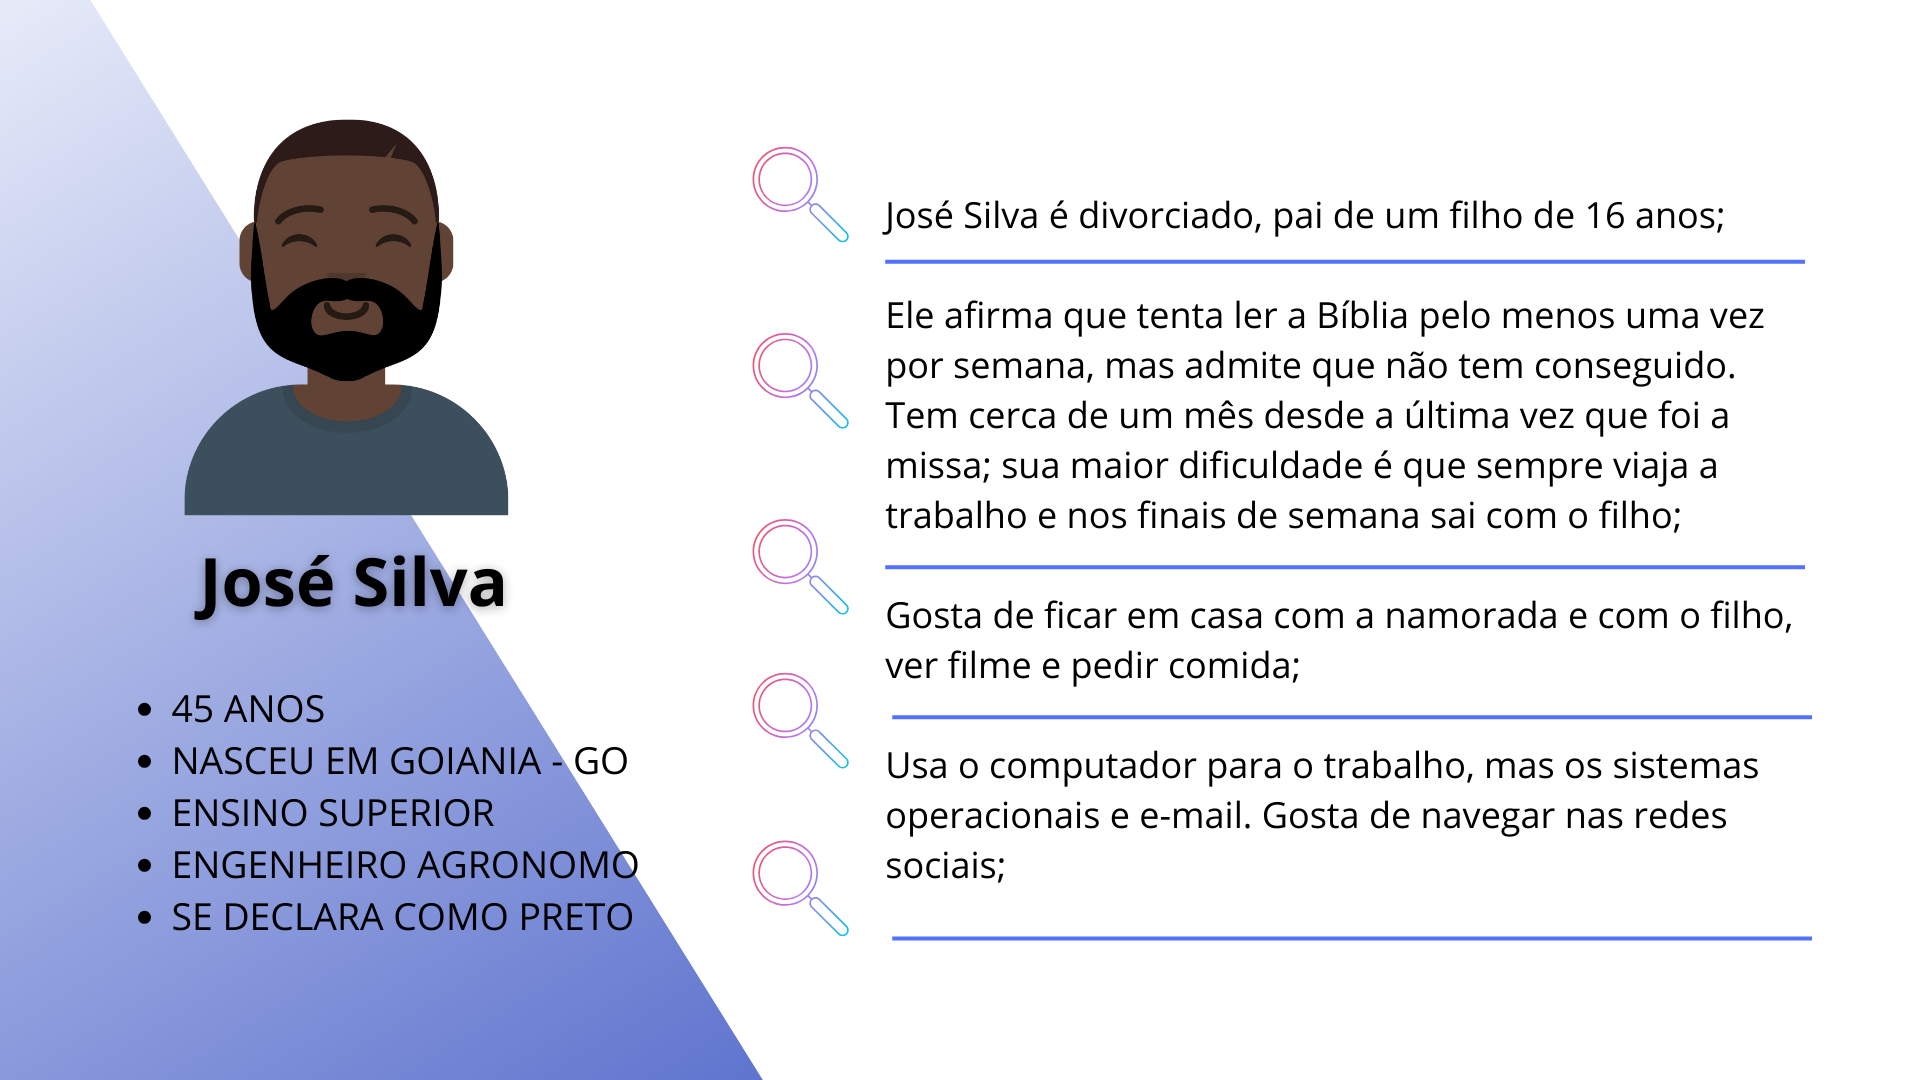 José Silva
45 ANOS
NASCEU EM GOIANIA - GO
ENSINO SUPERIOR
ENGENHEIRO AGRONOMO
SE DECLARA COMO PRETO
José Silva é divorciado, pai de um filho de 16 anos;
Ele afirma que tenta ler a Bíblia pelo menos uma vez
por semana, mas admite que não tem conseguido.
Tem cerca de um mês desde a última vez que foi a
missa; sua maior dificuldade é que sempre viaja a
trabalho e nos finais de semana sai com o filho;
Gosta de ficar em casa com a namorada e com o filho,
ver filme e pedir comida;
Usa o computador para o trabalho, mas os sistemas
operacionais e e-mail. Gosta de navegar nas redes
sociais;